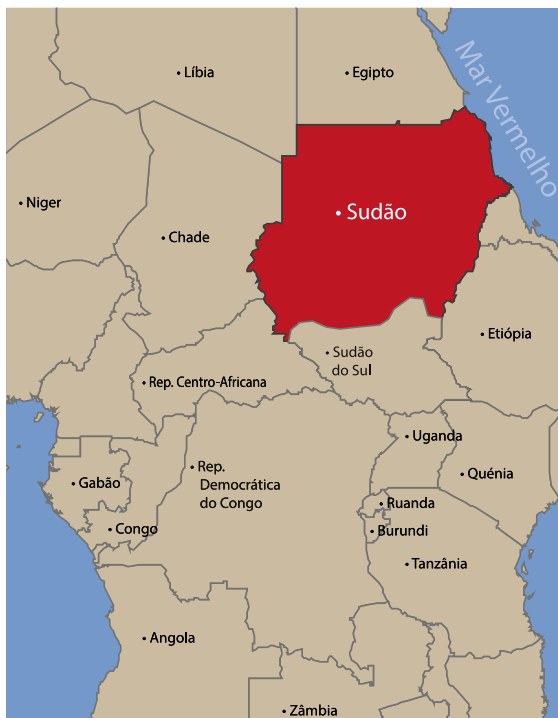 Líbia
Egipto
Mar Vermelho
Niger
Chade
Sudão
Etiópia
Sudão
do Sul
Rep. Centro-Africana
Uganda
Gabão
Rep.
Democrática
do Congo
Quénia
Ruanda
Congo
Burundi
Tanzânia
Angola
Zâmbia